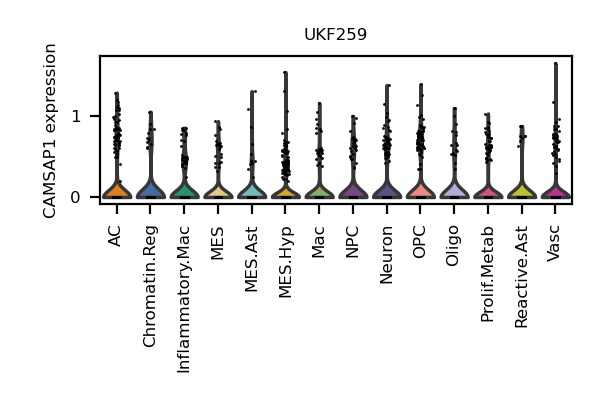 UKF259
CAMSAP1 expression
1
0
AC
Chromatin.Reg
Inflammatory.Mac
MES
MES.Ast
MES.Hyp
Mac
NPC
Neuron
OPC
Oligo
Prolif.Metab
Reactive.Ast
Vasc